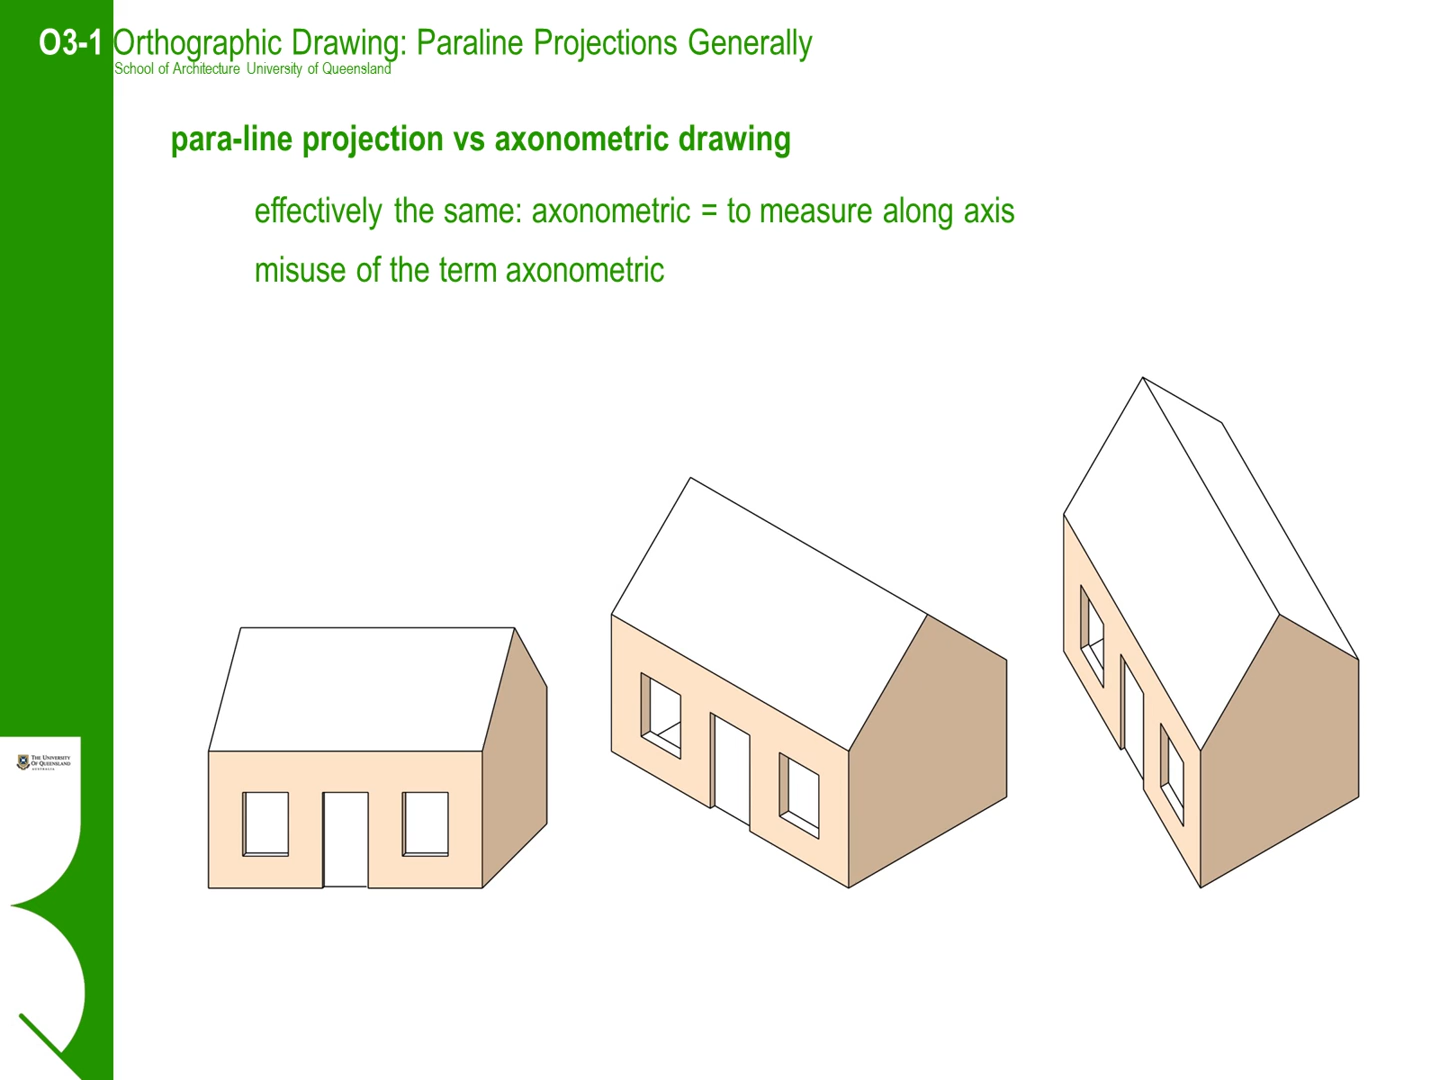 O3-1 Orthographic Drawing: Paraline Projections Generally
School of Architecture University of Queensland
para-line projection vs axonometric drawing
effectively the same: axonometric = to measure along axis
misuse of the term axonometric
THE UNIVERSITY
OF QUEENSLAND
AUSTRALIA